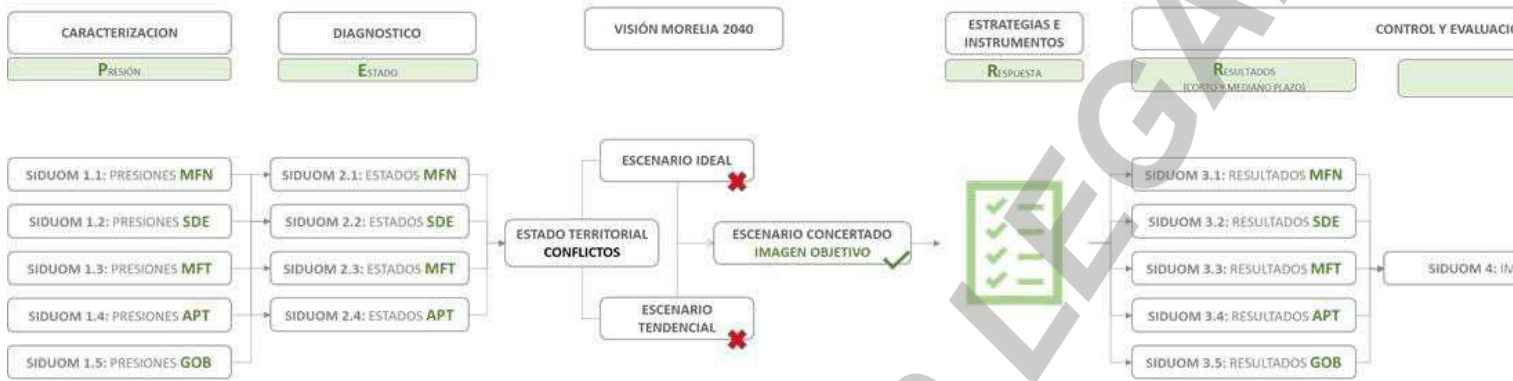 CARACTERIZACION
PRESIÓN
DIAGNOSTICO
ESTADO
VISIÓN MORELIA 2040
ESTRATEGIAS E
INSTRUMENTOS
RESPUESTA
CONTROL Y EVALUACIÓ
RESULTADOS
(CORTO Y MEDIANO PLAZO)
SIDUOM 1.1: PRESIONES MFN
SIDUOM 1.2: PRESIONES SDE
SIDUOM 1.3: PRESIONES MFT
SIDUOM 1.4: PRESIONES APT
SIDUOM 1.5: PRESIONES GOB
SIDUOM 2.1: ESTADOS MFN
SIDUOM 2.2: ESTADOS SDE
SIDUOM 2.3: ESTADOS MFT
SIDUOM 2.4: ESTADOS APT
ESTADO TERRITORIAL
CONFLICTOS
ESCENARIO IDEAL
ESCENARIO CONCERTADO
IMAGEN OBJETIVO
ESCENARIO
TENDENCIAL
SIDUOM 3.1: RESULTADOS MFN
SIDUOM 3.2: RESULTADOS SDE
SIDUOM 3.3: RESULTADOS MFT
SIDUOM 3.4: RESULTADOS APT
SIDUOM 3.5: RESULTADOS GOB
SIDUOM 4: IM
LEGA